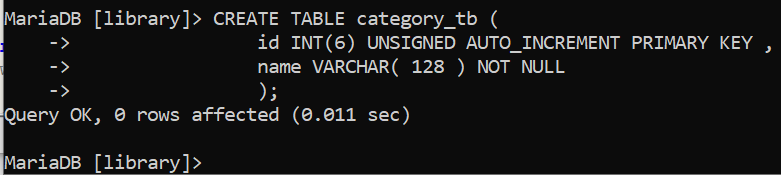 MariaDB [library]> CREATE TABLE category_tb (
    ->             id INT(6) UNSIGNED AUTO_INCREMENT PRIMARY KEY ,
    ->             name VARCHAR( 128 ) NOT NULL
    ->             );
Query OK, 0 rows affected (0.011 sec)
MariaDB [library]>